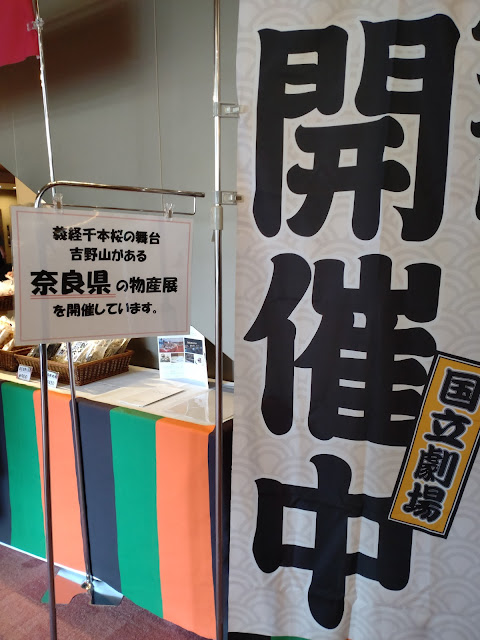 義経千本桜の舞台
吉野山がある
奈良県の物産展
を開催しています。
開催中
国立劇場